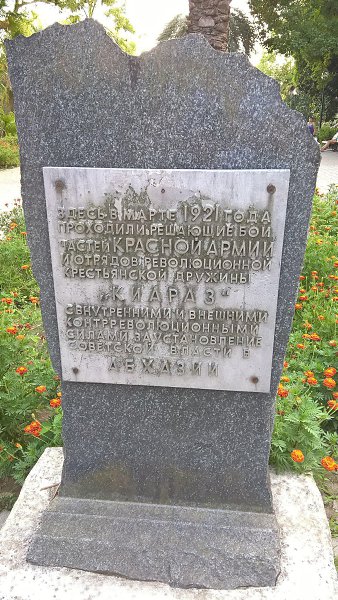 ЗДЕСЬ В МАРТЕ 1921 ГОДА
ПРОХОДИЛИ РЕШАЮЩИЕ БОИ
ЧАСТЕЙ КРАСНОЙ АРМИИ
И ОТРЯДОВ РЕВОЛЮЦИОННОЙ
КРЕСТЬЯНСКОЙ ДРУЖИНЫ
"КИАРАЗ"
С ВНУТРЕННИМИ И ВНЕШНИМИ
КОНТРРЕВОЛЮЦИОННЫМИ
СИЛАМИ ЗА УСТАНОВЛЕНИЕ
СОВЕТСКОЙ ВЛАСТИ В
АБХАЗИИ